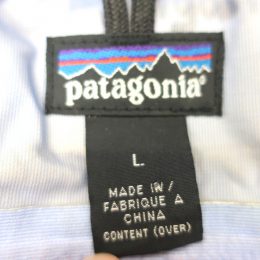 patagonia®
L
MADE IN/
FABRIQUE A
CHINA
CONTENT (OVER)